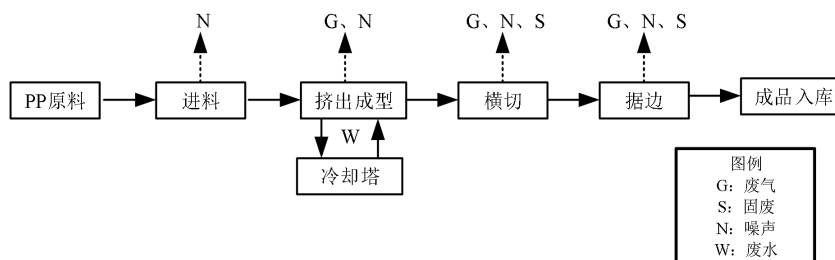 N
G、N
G、N、S
G、N、S
PP原料
进料
挤出成型
横切
据边
成品入库
W
冷却塔
图例
G：废气
S：固废
N：噪声
W：废水